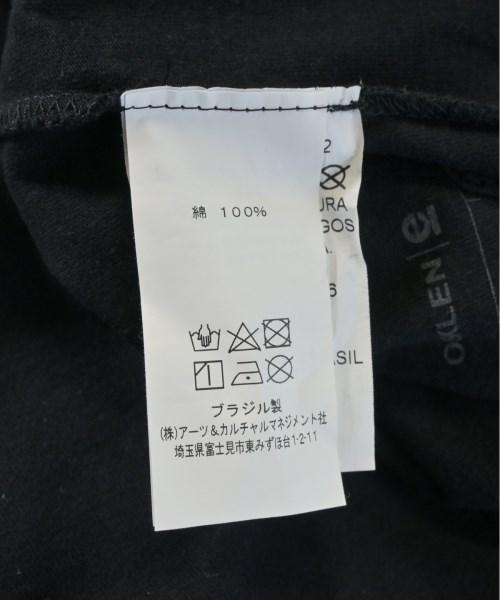 綿 100%
ブラジル製
(株)アーツ&カルチャルマネジメント社
埼玉県富士見市東みずほ台1-2-11
2
URA
GOS
A.
6
ASIL
OKLEN | e